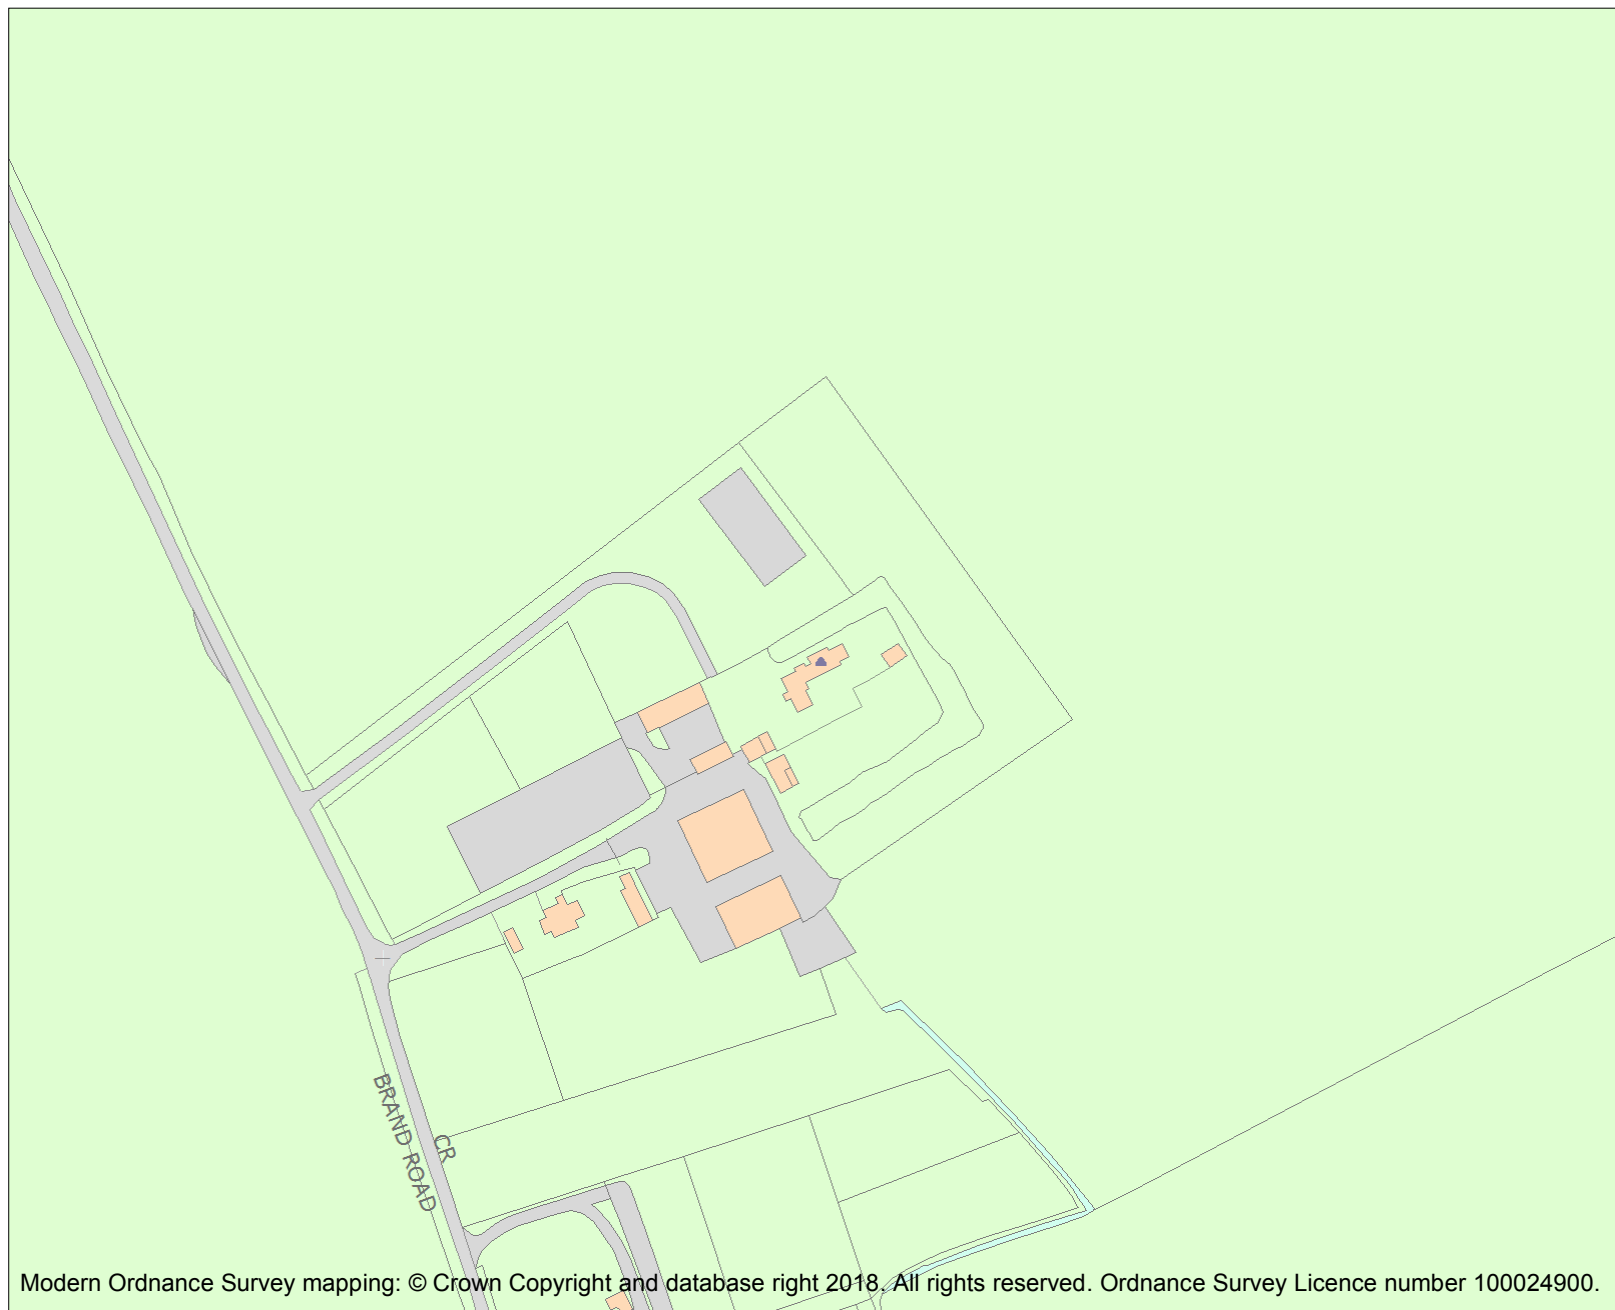 BRAND ROAD
CR
Modern Ordnance Survey mapping: © Crown Copyright and database right 2018. All rights reserved. Ordnance Survey Licence number 100024900.